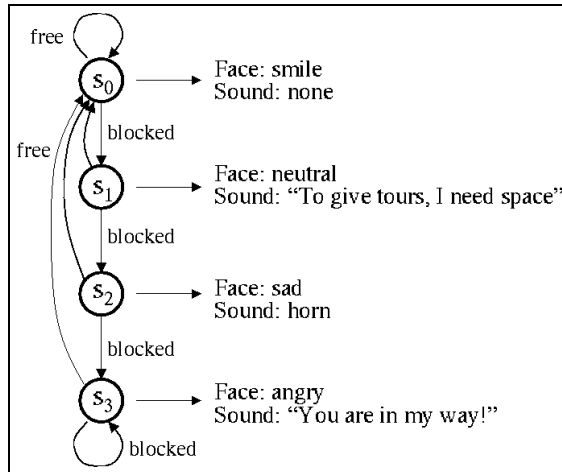 free
s0
Face: smile
Sound: none
blocked
free
s1
Face: neutral
Sound: “To give tours, I need space”
blocked
s2
Face: sad
Sound: horn
blocked
s3
Face: angry
Sound: “You are in my way!”
blocked